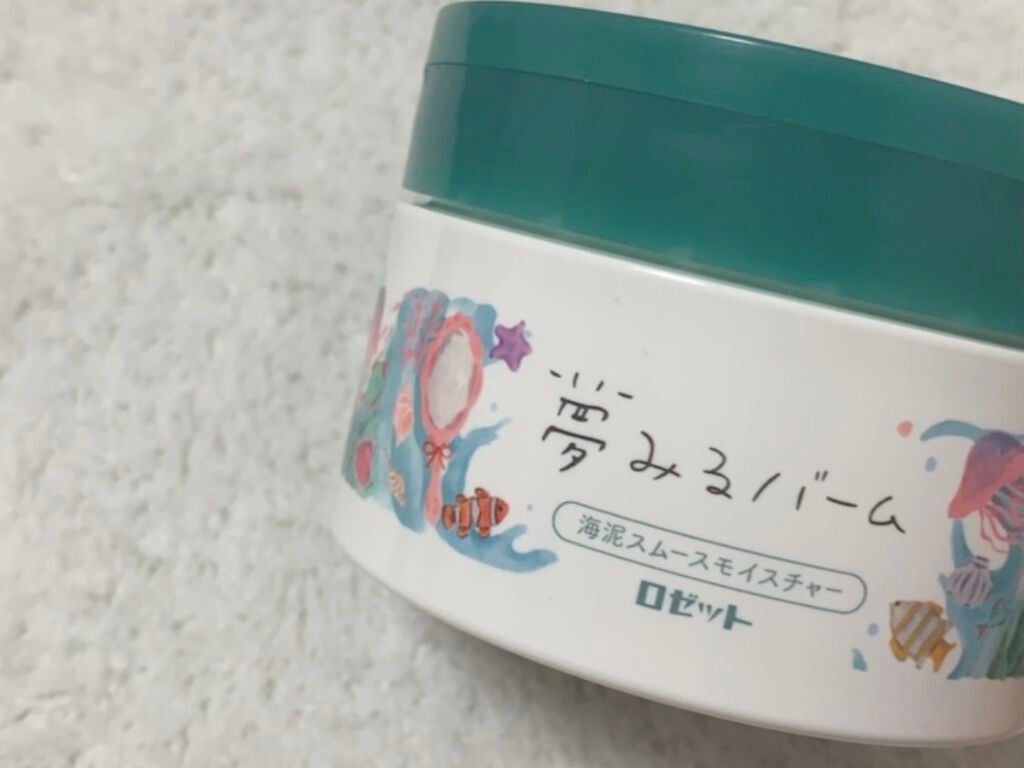 夢みるバーム
海泥スムースモイスチャー
ロゼット